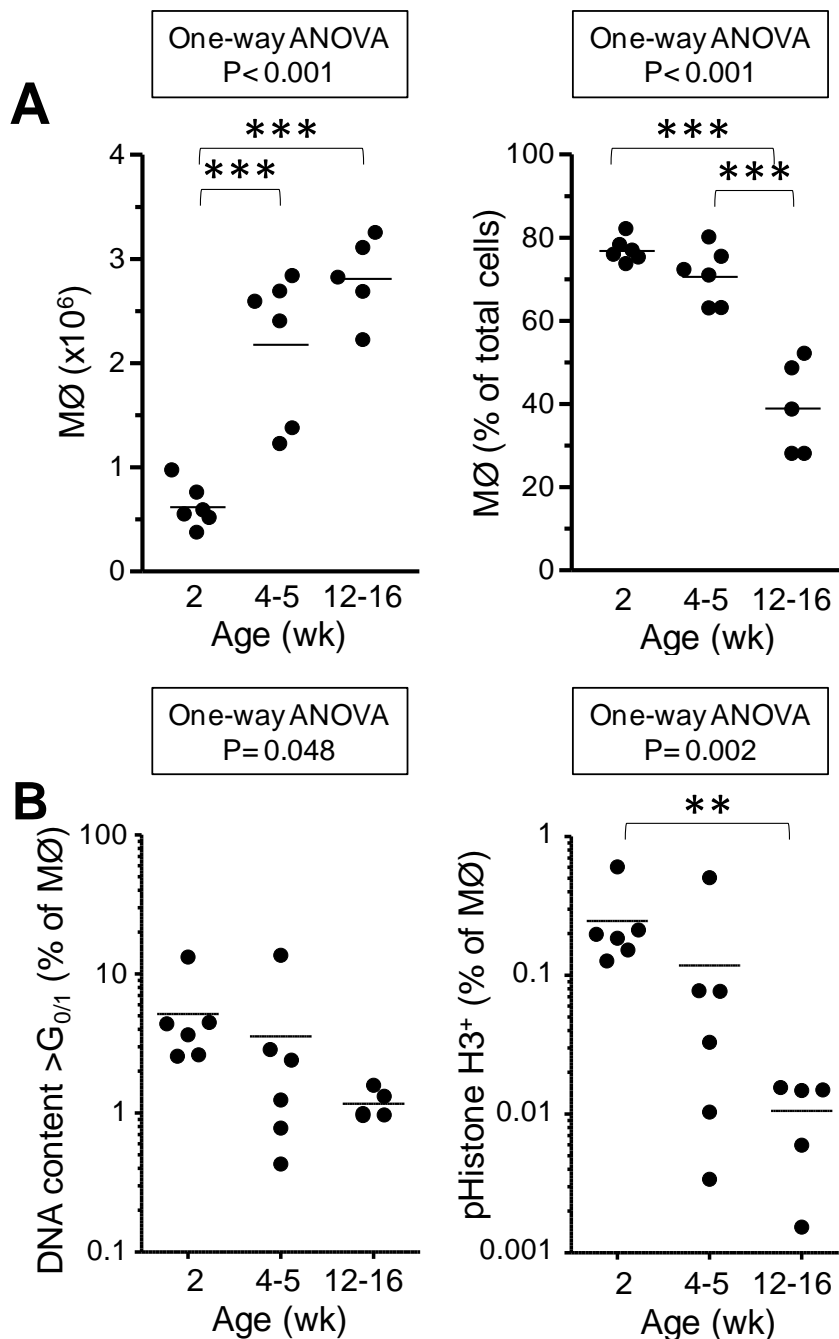 One-way ANOVA
P< 0.001
One-way ANOVA
P< 0.001
A
***
***
MØ (x10⁶)
4
3
2
1
0
2 4-5 12-16
Age (wk)
***
***
MØ (% of total cells)
100
80
60
40
20
0
2 4-5 12-16
Age (wk)
One-way ANOVA
P= 0.048
One-way ANOVA
P= 0.002
B
DNA content >G0/1 (% of MØ)
100
10
1
0.1
2 4-5 12-16
Age (wk)
**
pHistone H3⁺ (% of MØ)
1
0.1
0.01
0.001
2 4-5 12-16
Age (wk)